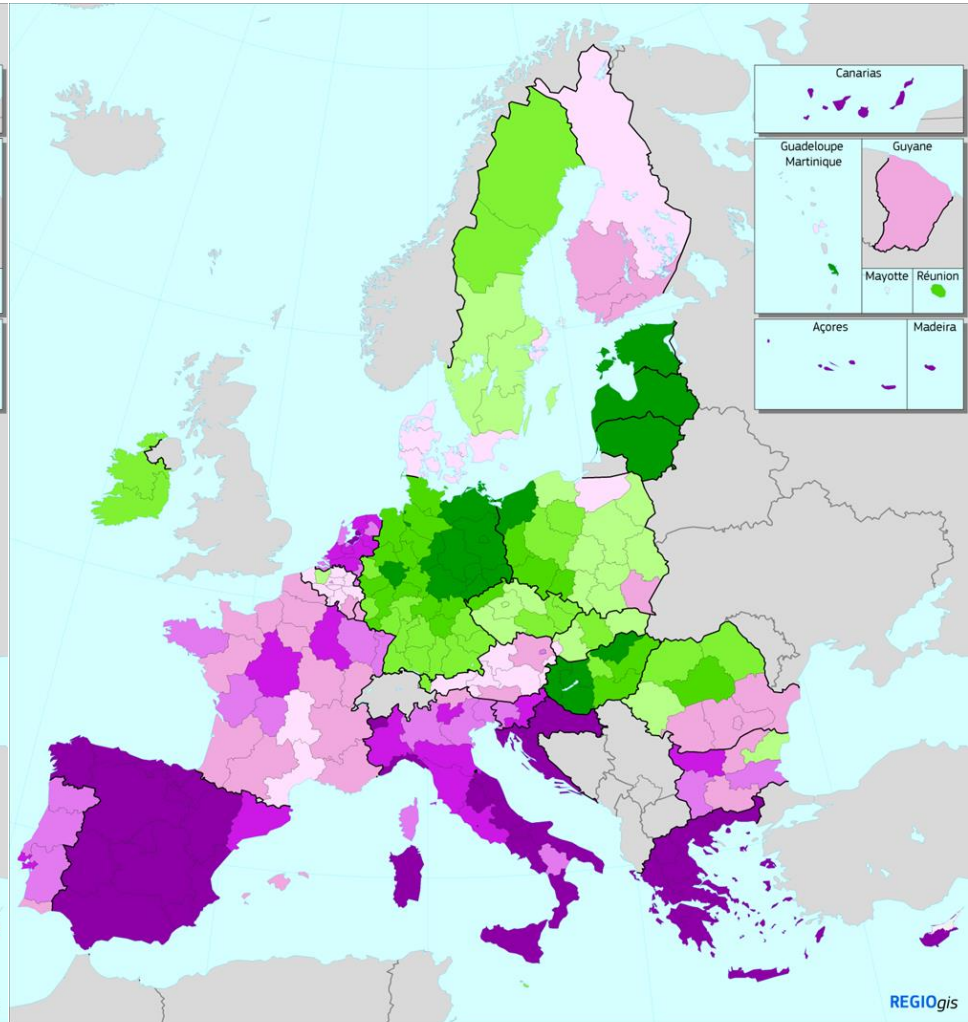 Canarias
Guadeloupe
Martinique
Guyane
Mayotte
Réunion
Açores
Madeira
REGIOgis